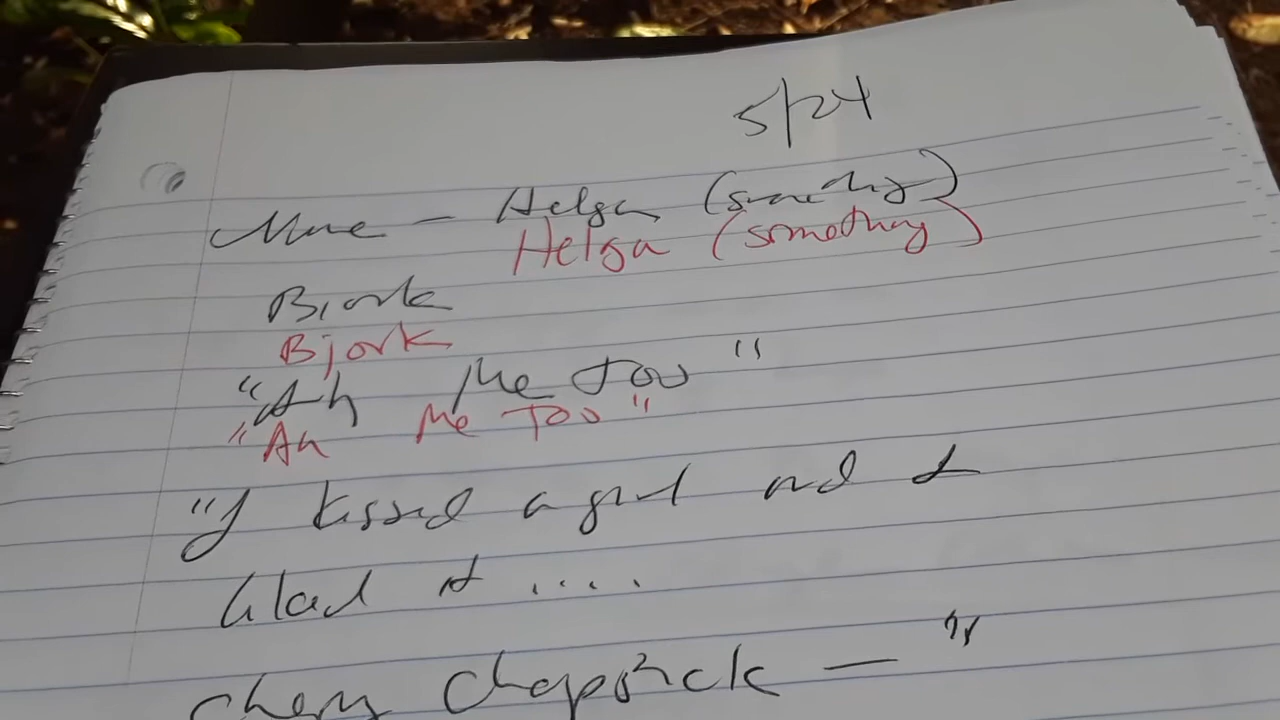 5/24
Mine - Helga (something)
Helga (something)
Bjork
Bjork
"Ah Me Too"
"Ah Me Too"
"I kissed a girl and I
liked it ....
cherry chapstick — "